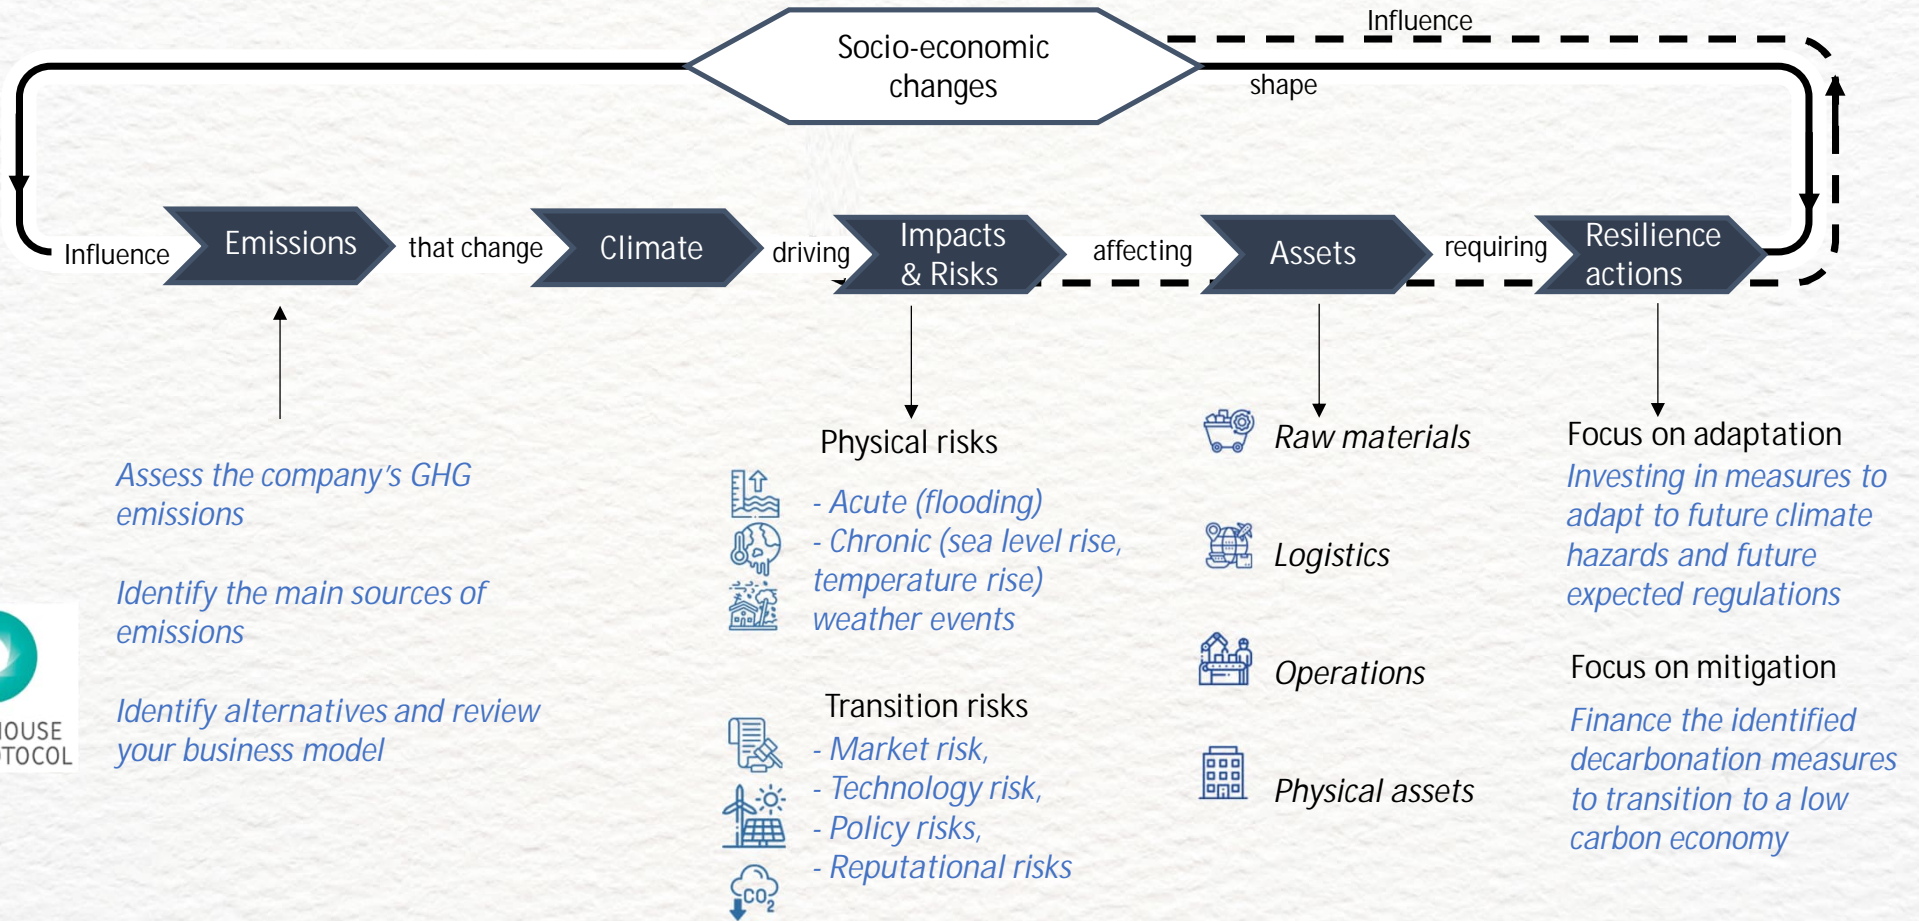 Influence
Socio-economic
changes
shape
Influence
Emissions
that change
Climate
driving
Impacts
& Risks
affecting
Assets
requiring
Resilience
actions
Assess the company's GHG
emissions
Identify the main sources of
emissions
Identify alternatives and review
your business model
HOUSE
OTOCOL
Physical risks
- Acute (flooding)
- Chronic (sea level rise,
temperature rise)
weather events
Transition risks
- Market risk,
- Technology risk,
- Policy risks,
- Reputational risks
CO2
Raw materials
Logistics
Operations
Physical assets
Focus on adaptation
Investing in measures to
adapt to future climate
hazards and future
expected regulations
Focus on mitigation
Finance the identified
decarbonation measures
to transition to a low
carbon economy